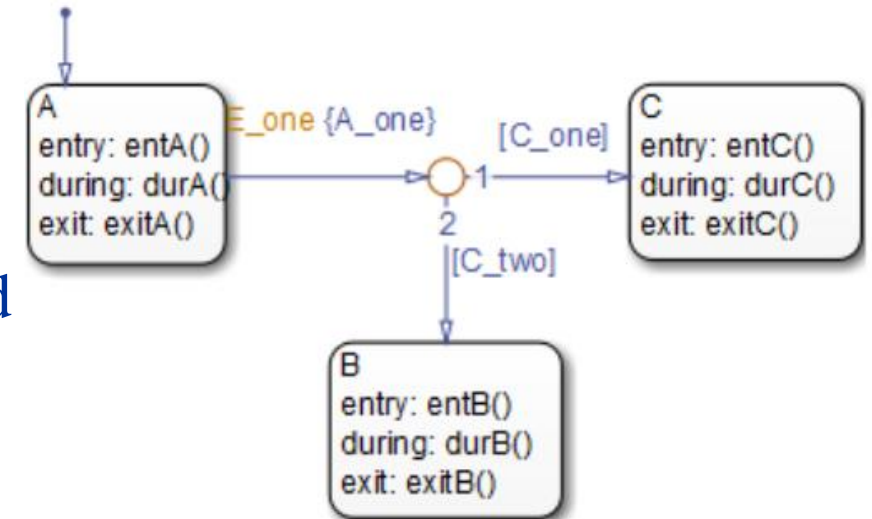 A
entry: entA()
during: durA()
exit: exitA()
E_one {A_one}
[C_one]
1
2
[C_two]
C
entry: entC()
during: durC()
exit: exitC()
d
B
entry: entB()
during: durB()
exit: exitB()